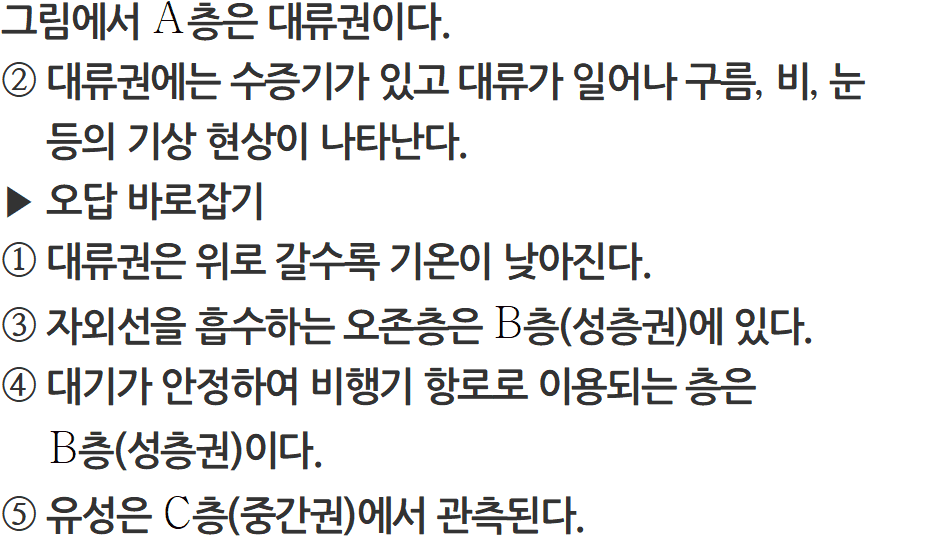 그림에서 A층은 대류권이다.
② 대류권에는 수증기가 있고 대류가 일어나 구름, 비, 눈
등의 기상 현상이 나타난다.
▶ 오답 바로잡기
① 대류권은 위로 갈수록 기온이 낮아진다.
③ 자외선을 흡수하는 오존층은 B층(성층권)에 있다.
④ 대기가 안정하여 비행기 항로로 이용되는 층은
B층(성층권)이다.
⑤ 유성은 C층(중간권)에서 관측된다.